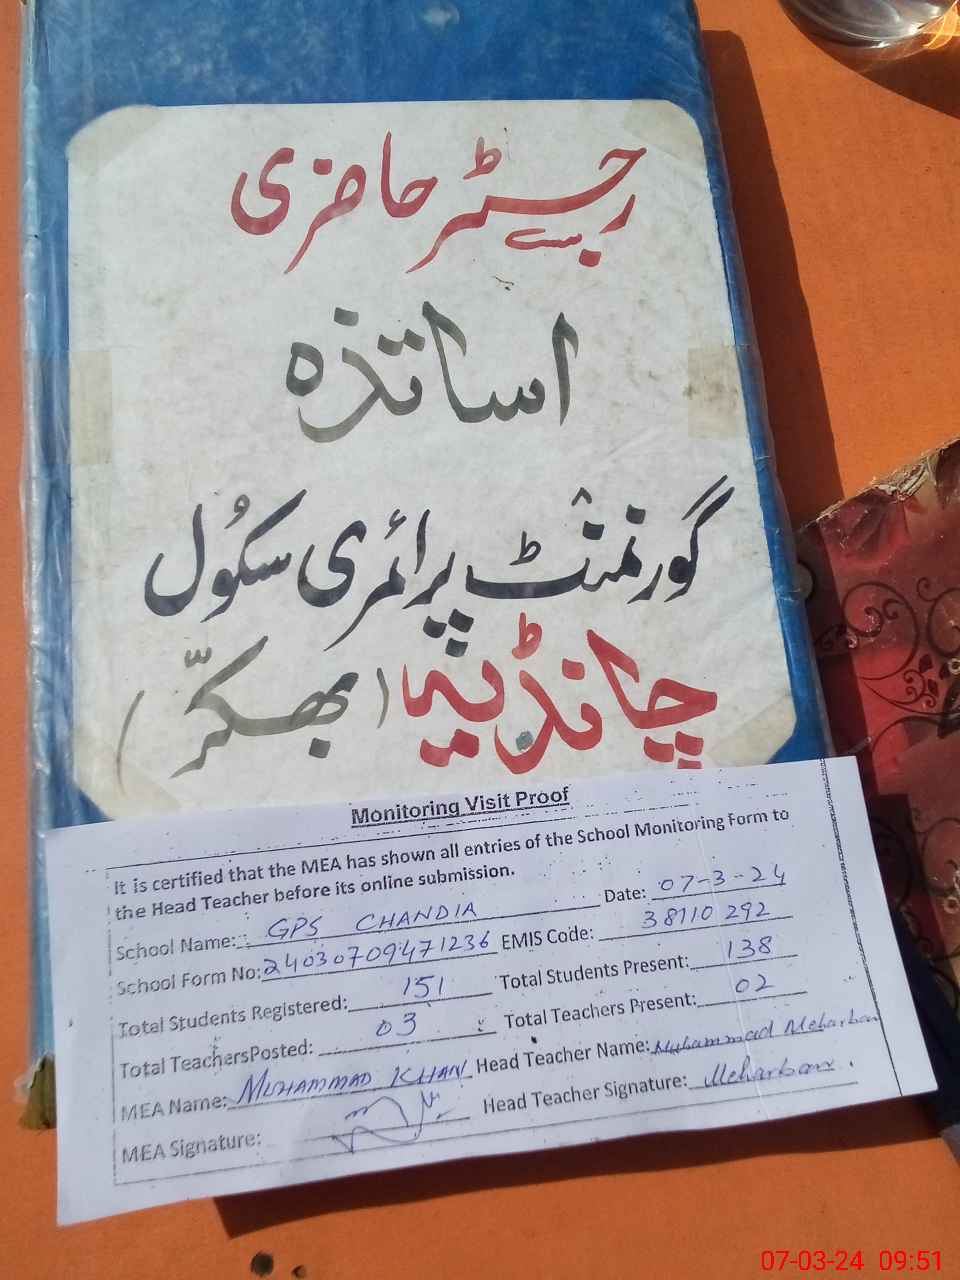 رجسٹر حاضری
اساتذہ
گورنمنٹ پرائمری سکول
چانڈیہ (بھکّر)
Monitoring Visit Proof
It is certified that the MEA has shown all entries of the School Monitoring Form to
the Head Teacher before its online submission.
School Name: GPS CHANDIA Date: 07-3-24
School Form No: 24030709471236 EMIS Code: 38110292
Total Students Registered: 151 Total Students Present: 138
Total TeachersPosted: 03 Total Teachers Present: 02
MEA Name: MUHAMMAD KHAN Head Teacher Name: Muhammad Meharban
MEA Signature: Head Teacher Signature: Meharban.
07-03-24 09:51